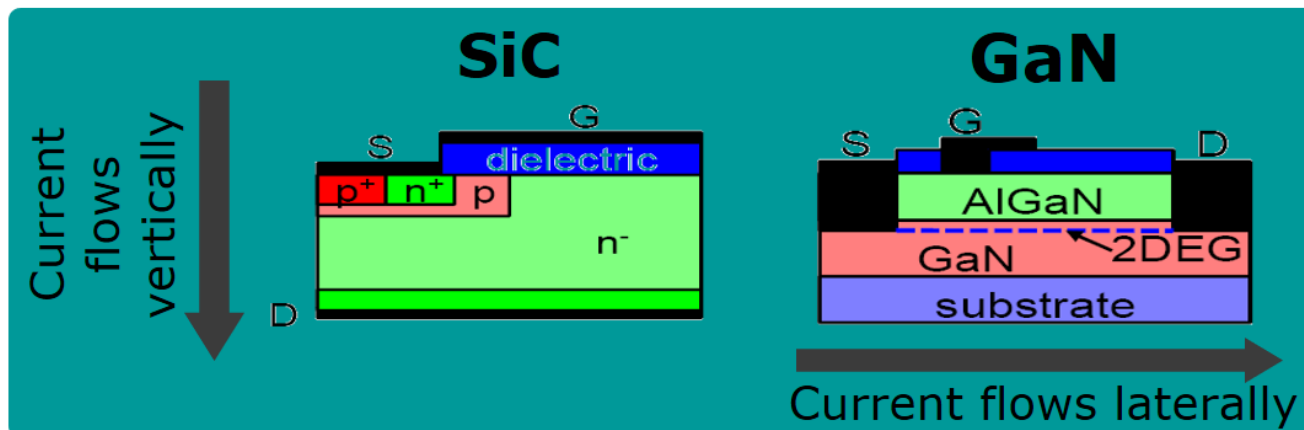 SiC
GaN
Current
flows
vertically
G
S
dielectric
p+ n+ p
n-
D
G
S
D
AlGaN
2DEG
GaN
substrate
Current flows laterally